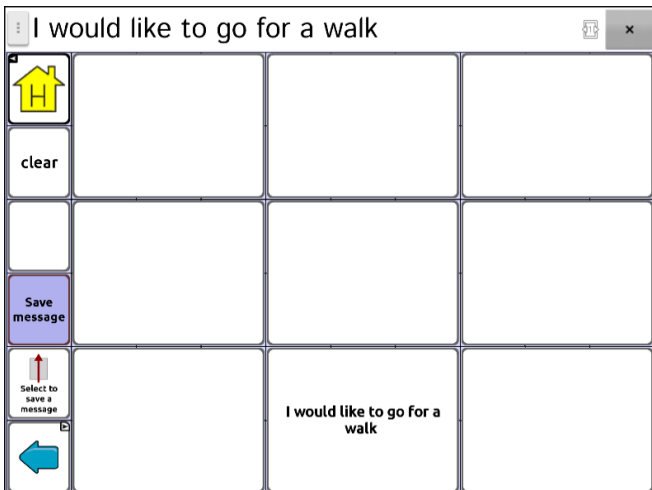 I would like to go for a walk
H
clear
Save
message
Select to
save a
message
I would like to go for a
walk